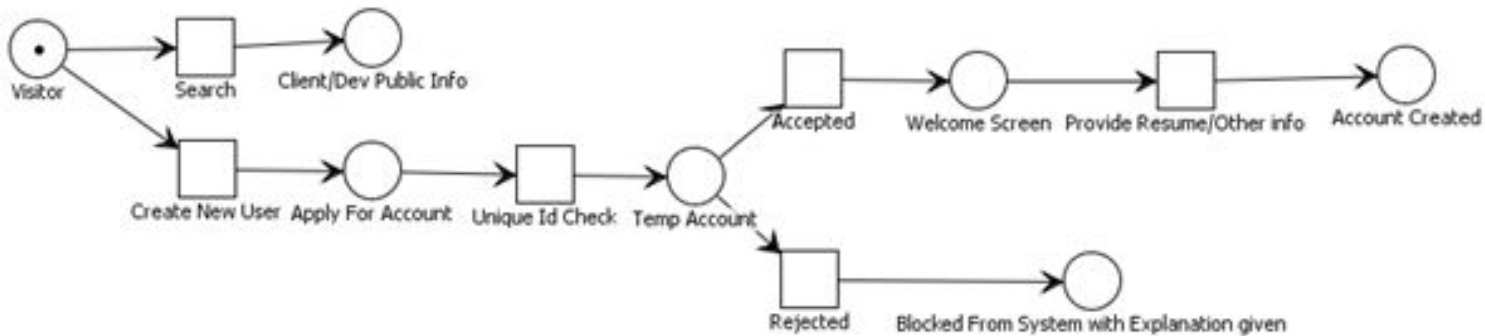 Visitor
Search
Client/Dev Public Info
Accepted
Welcome Screen
Provide Resume/Other info
Account Created
Create New User
Apply For Account
Unique Id Check
Temp Account
Rejected
Blocked From System with Explanation given